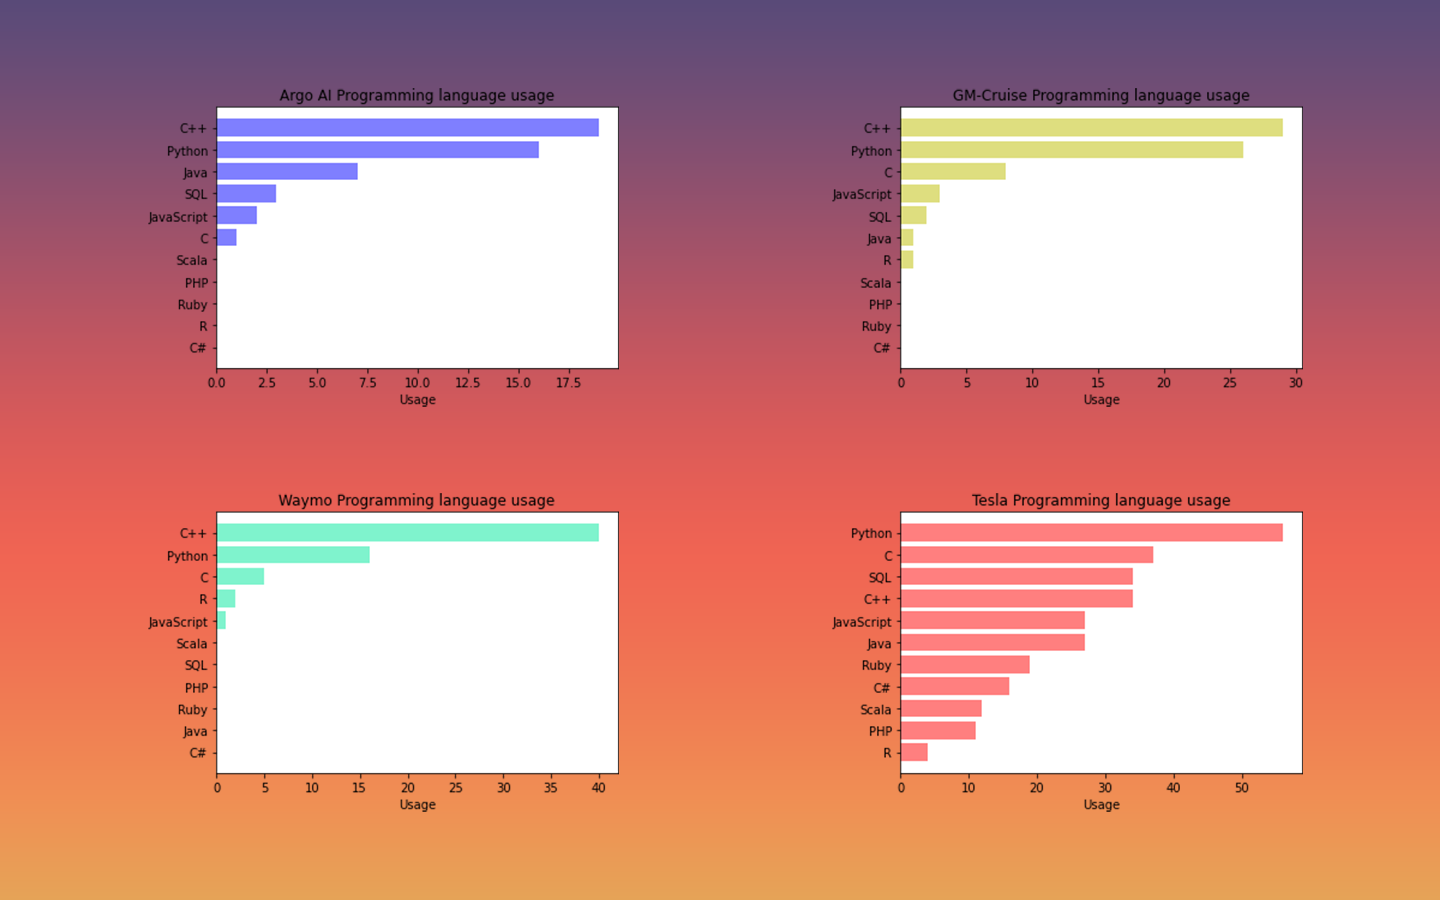 Argo AI Programming language usage
C++
Python
Java
SQL
JavaScript
C
Scala
PHP
Ruby
R
C#
0.0 2.5 5.0 7.5 10.0 12.5 15.0 17.5
Usage
GM-Cruise Programming language usage
C++
Python
C
JavaScript
SQL
Java
R
Scala
PHP
Ruby
C#
0 5 10 15 20 25 30
Usage
Waymo Programming language usage
C++
Python
C
R
JavaScript
Scala
SQL
PHP
Ruby
Java
C#
0 5 10 15 20 25 30 35 40
Usage
Tesla Programming language usage
Python
C
SQL
C++
JavaScript
Java
Ruby
C#
Scala
PHP
R
0 10 20 30 40 50
Usage